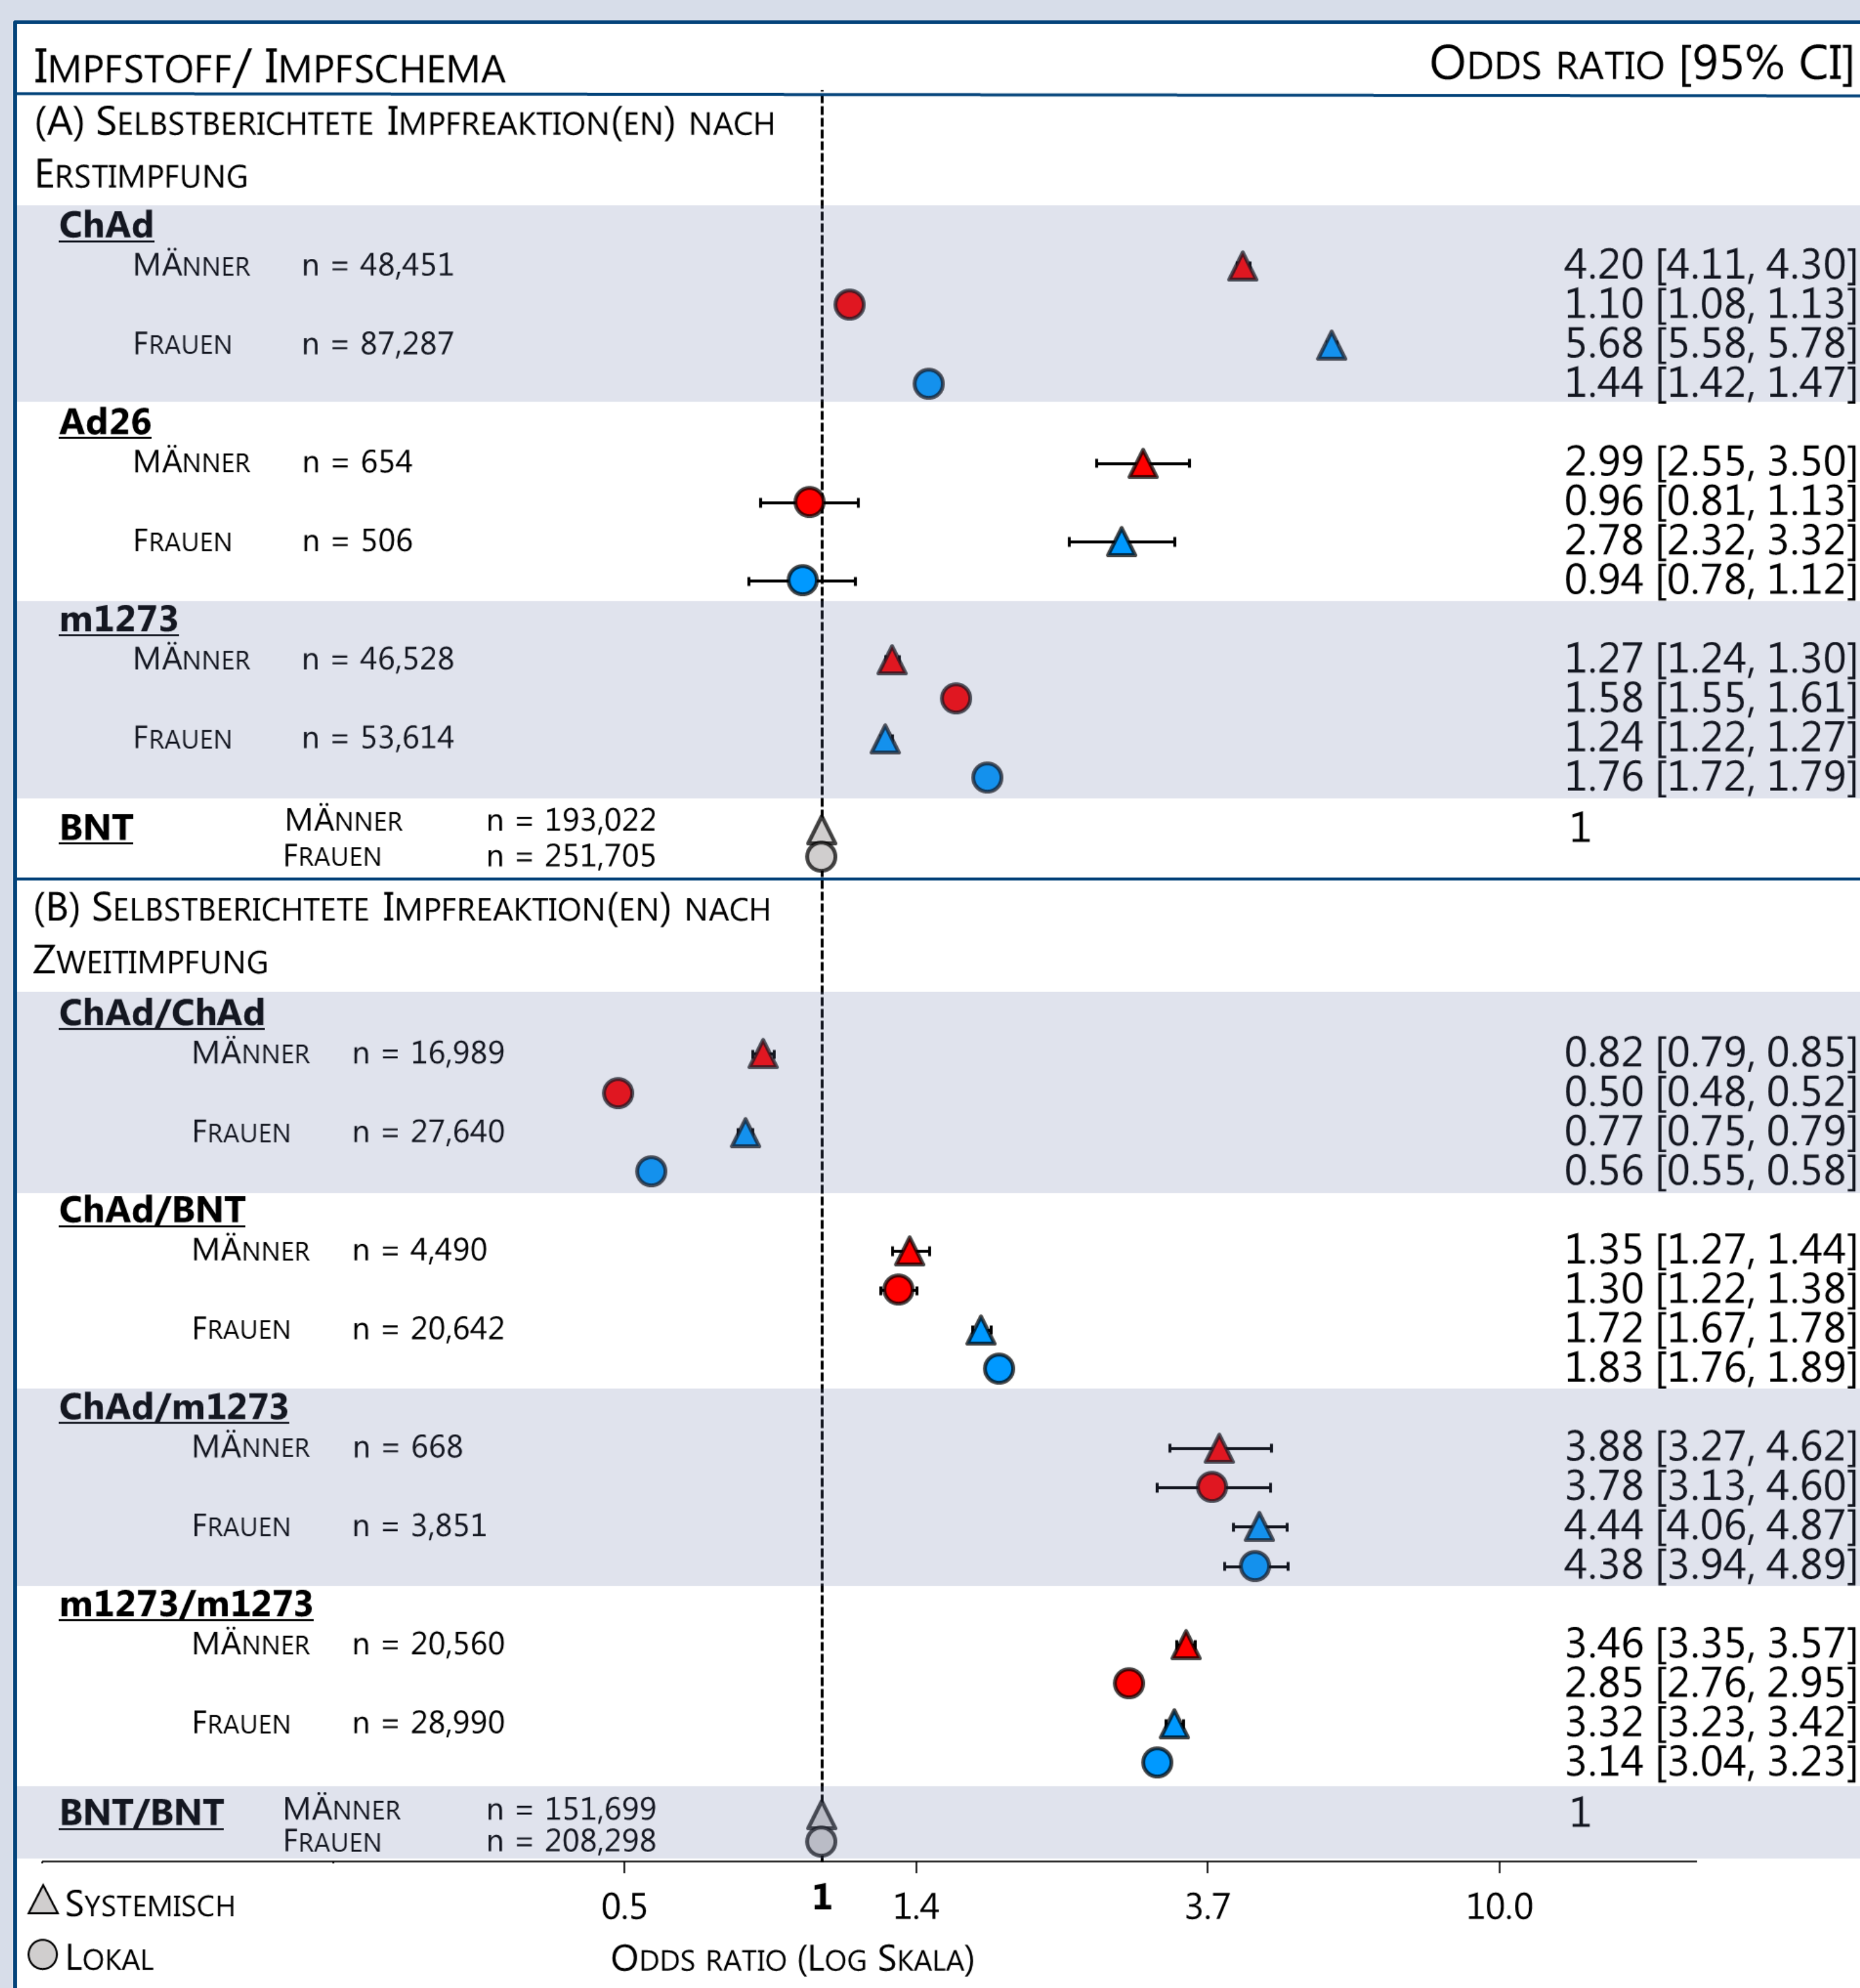 Impfstoff/ Impfschema Odds ratio [95% CI]
(A) Selbstberichtete Impfreaktion(en) nach
Erstimpfung
ChAd
Männer n = 48,451 4.20 [4.11, 4.30]
1.10 [1.08, 1.13]
Frauen n = 87,287 5.68 [5.58, 5.78]
1.44 [1.42, 1.47]
Ad26
Männer n = 654 2.99 [2.55, 3.50]
0.96 [0.81, 1.13]
Frauen n = 506 2.78 [2.32, 3.32]
0.94 [0.78, 1.12]
m1273
Männer n = 46,528 1.27 [1.24, 1.30]
1.58 [1.55, 1.61]
Frauen n = 53,614 1.24 [1.22, 1.27]
1.76 [1.72, 1.79]
BNT Männer n = 193,022 1
Frauen n = 251,705
(B) Selbstberichtete Impfreaktion(en) nach
Zweitimpfung
ChAd/ChAd
Männer n = 16,989 0.82 [0.79, 0.85]
0.50 [0.48, 0.52]
Frauen n = 27,640 0.77 [0.75, 0.79]
0.56 [0.55, 0.58]
ChAd/BNT
Männer n = 4,490 1.35 [1.27, 1.44]
1.30 [1.22, 1.38]
Frauen n = 20,642 1.72 [1.67, 1.78]
1.83 [1.76, 1.89]
ChAd/m1273
Männer n = 668 3.88 [3.27, 4.62]
3.78 [3.13, 4.60]
Frauen n = 3,851 4.44 [4.06, 4.87]
4.38 [3.94, 4.89]
m1273/m1273
Männer n = 20,560 3.46 [3.35, 3.57]
2.85 [2.76, 2.95]
Frauen n = 28,990 3.32 [3.23, 3.42]
3.14 [3.04, 3.23]
BNT/BNT Männer n = 151,699 1
Frauen n = 208,298
Systemisch 0.5 1 1.4 3.7 10.0
Lokal Odds ratio (Log Skala)